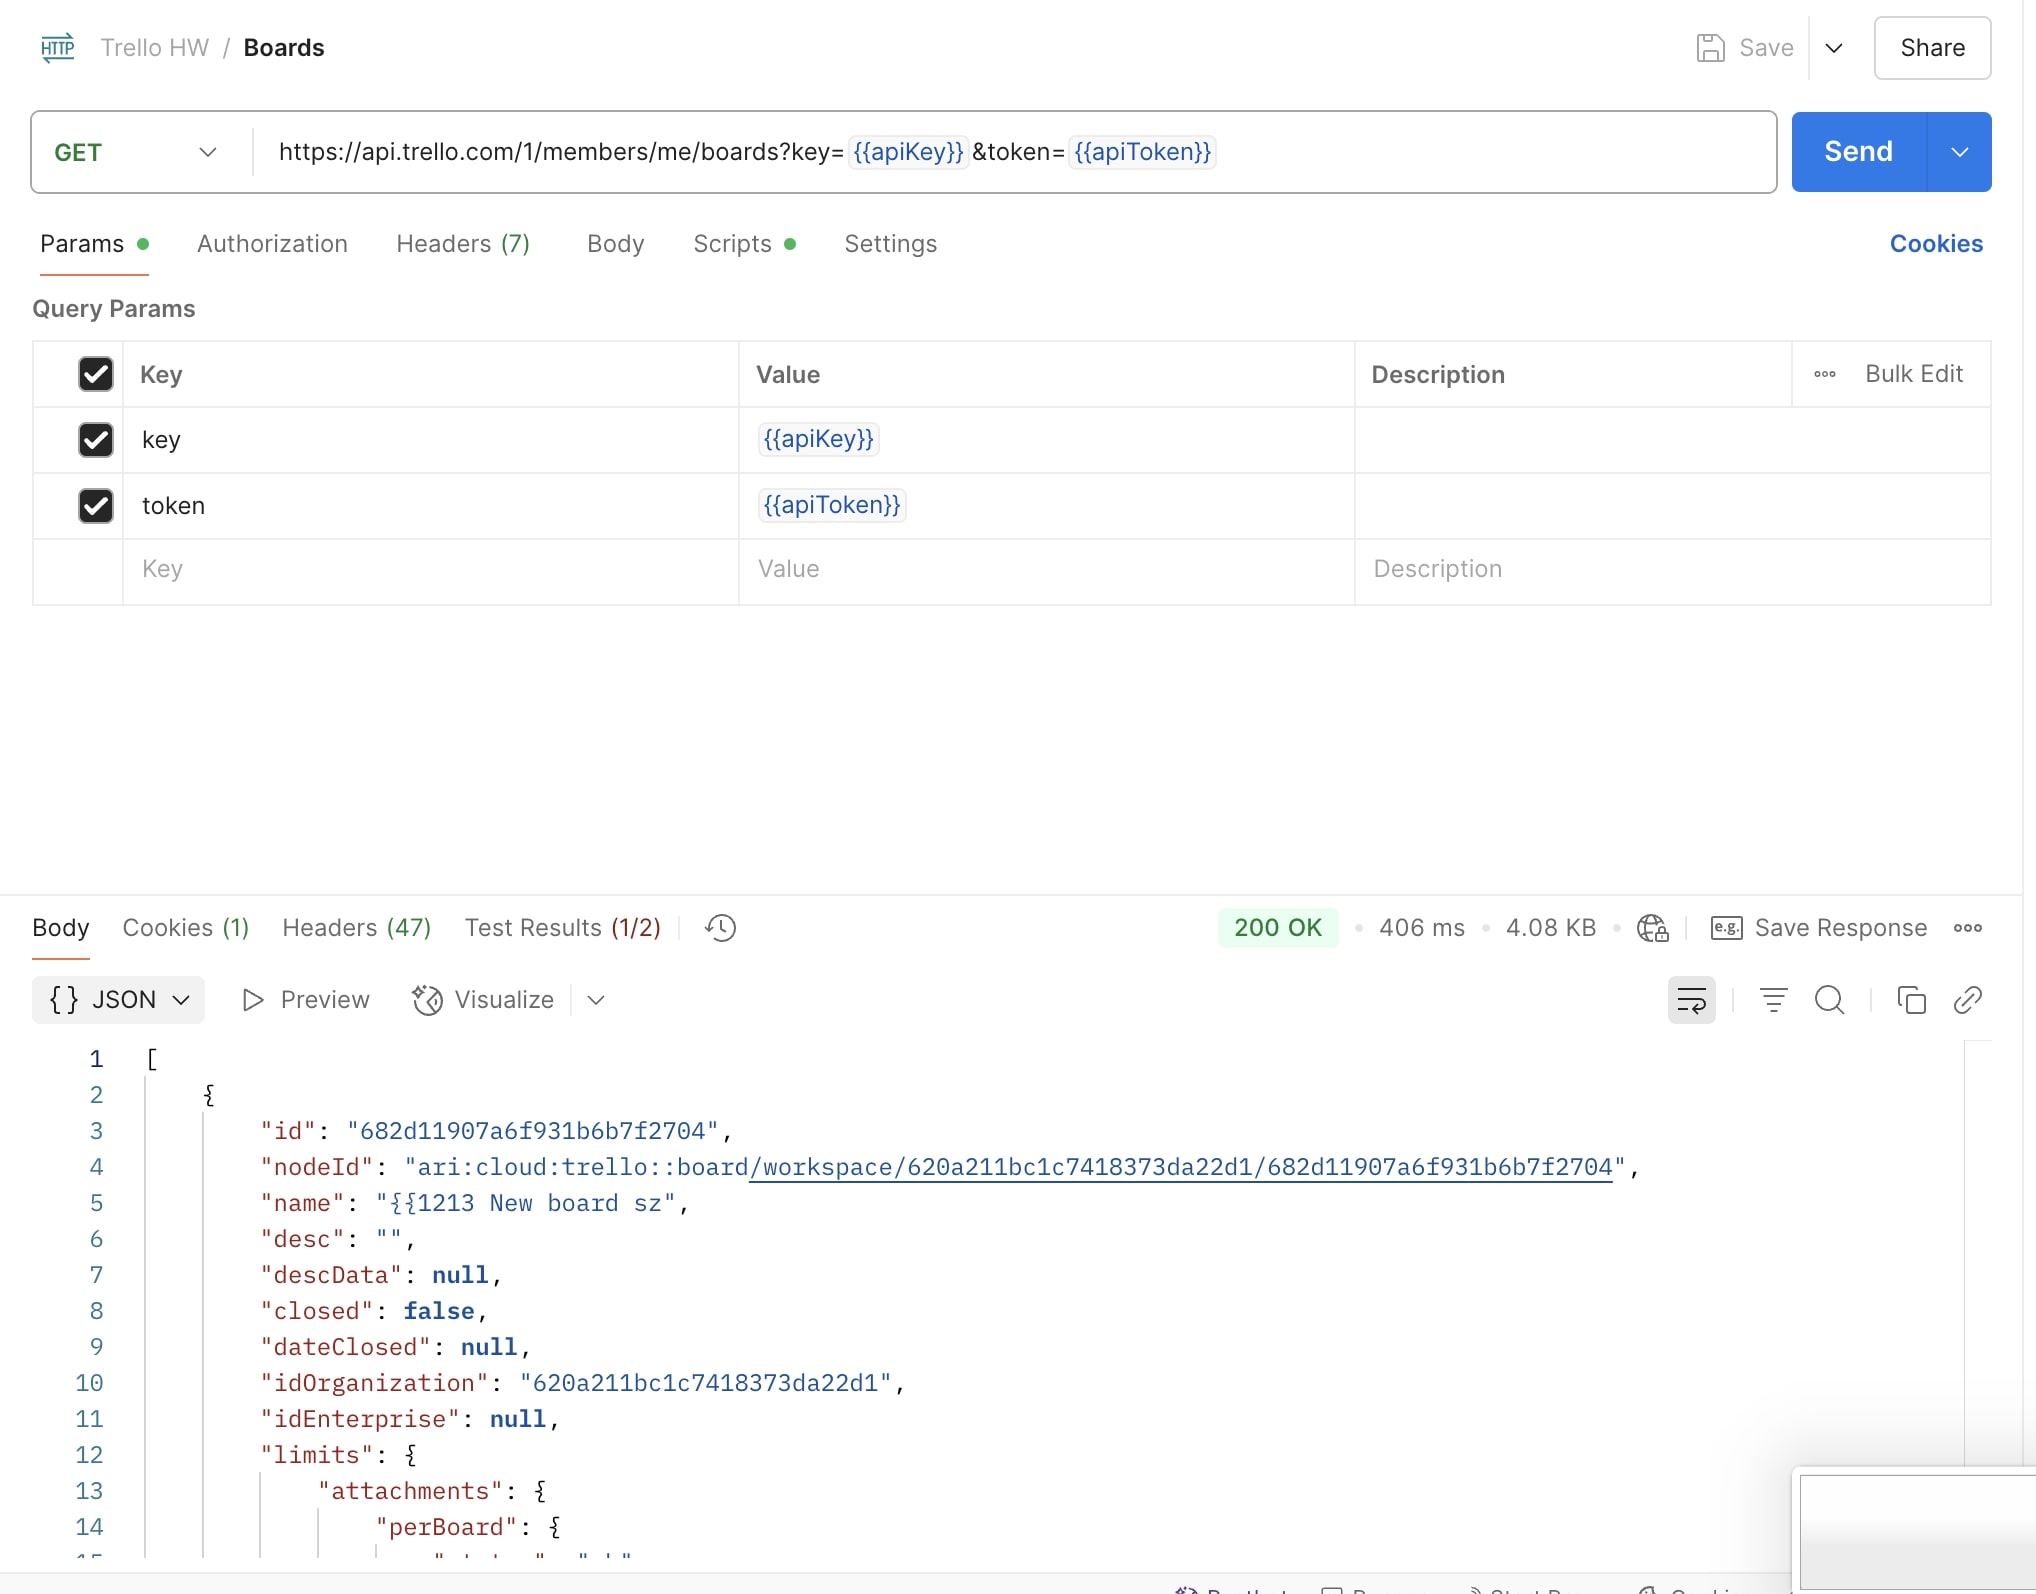 HTTP Trello HW / Boards Save Share
GET https://api.trello.com/1/members/me/boards?key={{apiKey}}&token={{apiToken}} Send
Params Authorization Headers (7) Body Scripts Settings Cookies
Query Params
Key Value Description Bulk Edit
key {{apiKey}}
token {{apiToken}}
Key Value Description
Body Cookies (1) Headers (47) Test Results (1/2) 200 OK 406 ms 4.08 KB e.g. Save Response
{} JSON Preview Visualize
1 [
2 {
3 "id": "682d11907a6f931b6b7f2704",
4 "nodeId": "ari:cloud:trello::board/workspace/620a211bc1c7418373da22d1/682d11907a6f931b6b7f2704",
5 "name": "{{1213 New board sz",
6 "desc": "",
7 "descData": null,
8 "closed": false,
9 "dateClosed": null,
10 "idOrganization": "620a211bc1c7418373da22d1",
11 "idEnterprise": null,
12 "limits": {
13 "attachments": {
14 "perBoard": {